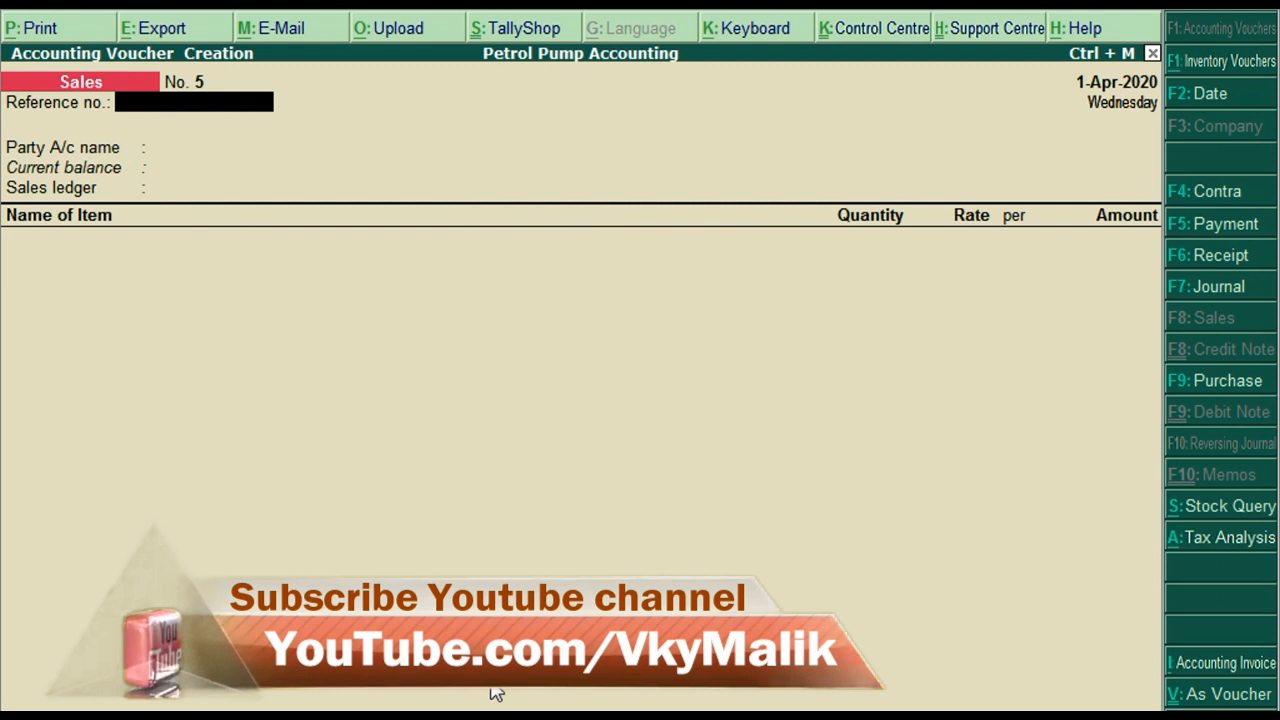 P: Print E: Export M: E-Mail O: Upload S: TallyShop G: Language K: Keyboard K: Control Centre H: Support Centre H: Help
Accounting Voucher Creation Petrol Pump Accounting Ctrl + M
Sales No. 5 1-Apr-2020
Reference no.: Wednesday
Party A/c name :
Current balance :
Sales ledger :
Name of Item Quantity Rate per Amount
F1: Accounting Vouchers
F1: Inventory Vouchers
F2: Date
F3: Company
F4: Contra
F5: Payment
F6: Receipt
F7: Journal
F8: Sales
F8: Credit Note
F9: Purchase
F9: Debit Note
F10: Reversing Journal
F10: Memos
S: Stock Query
A: Tax Analysis
I: Accounting Invoice
V: As Voucher
Subscribe Youtube channel
You
Tube
YouTube.com/VkyMalik